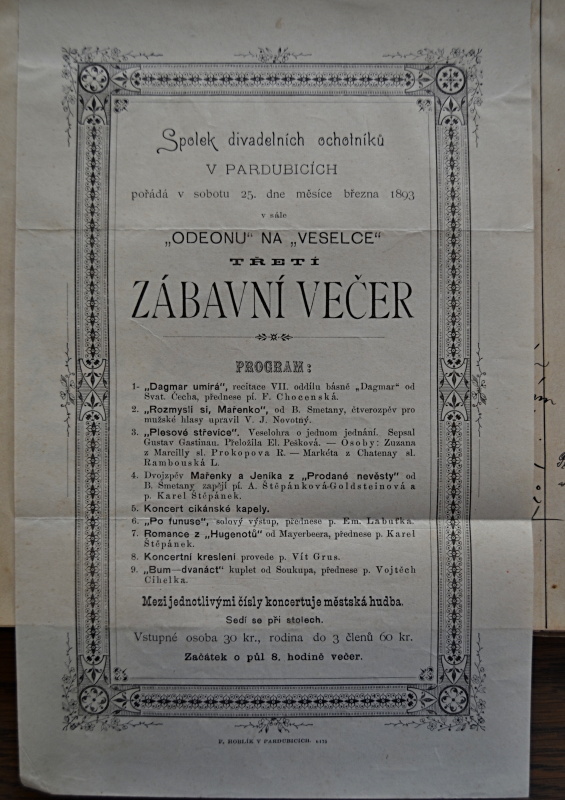 Spolek divadelních ochotníků
V PARDUBICÍCH
pořádá v sobotu 25. dne měsíce března 1893
v sále
„ODEONU“ NA „VESELCE“
TŘETÍ
ZÁBAVNÍ VEČER
PROGRAM:
1- „Dagmar umírá“, recitace VII. oddílu básně „Dagmar“ od
Svat. Čecha, přednese pí. F. Chocenská.
2. „Rozmysli si, Mařenko“, od B. Smetany, čtverozpěv pro
mužské hlasy upravil V. J. Novotný.
3. „Plesové střevíce“. Veselohra o jednom jednání. Sepsal
Gustav Gastinau. Přeložila El. Pešková. — Osoby: Zuzana
z Marcilly sl. Prokopova R. — Markéta z Chatenay sl.
Rambouská L.
4. Dvojzpěv Mařenky a Jeníka z „Prodané nevěsty“ od
B. Smetany zapějí pí. A. Štěpánková-Goldsteinová a
p. Karel Štěpánek.
5. Koncert cikánské kapely.
6. „Po funuse“, solový výstup, přednese p. Em. Labuťka.
7. Romance z „Hugenotů“ od Mayerbeera, přednese p. Karel
Štěpánek.
8. Koncertní kreslení provede p. Vít Grus.
9. „Bum—dvanáct“ kuplet od Soukupa, přednese p. Vojtěch
Cihelka.
Mezi jednotlivými čísly koncertuje městská hudba.
Sedí se při stolech.
Vstupné osoba 30 kr., rodina do 3 členů 60 kr.
Začátek o půl 8. hodině večer.
F. HOBLÍK V PARDUBICÍCH.